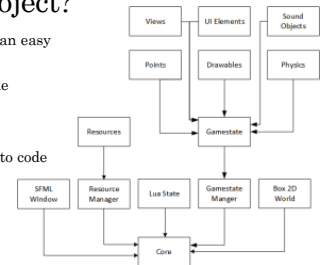 oject?
an easy
e
to code
Views
UI Elements
Sound
Objects
Points
Drawables
Physics
Resources
Gamestate
SFML
Window
Resource
Manager
Lua State
Gamestate
Manger
Box 2D
World
Core